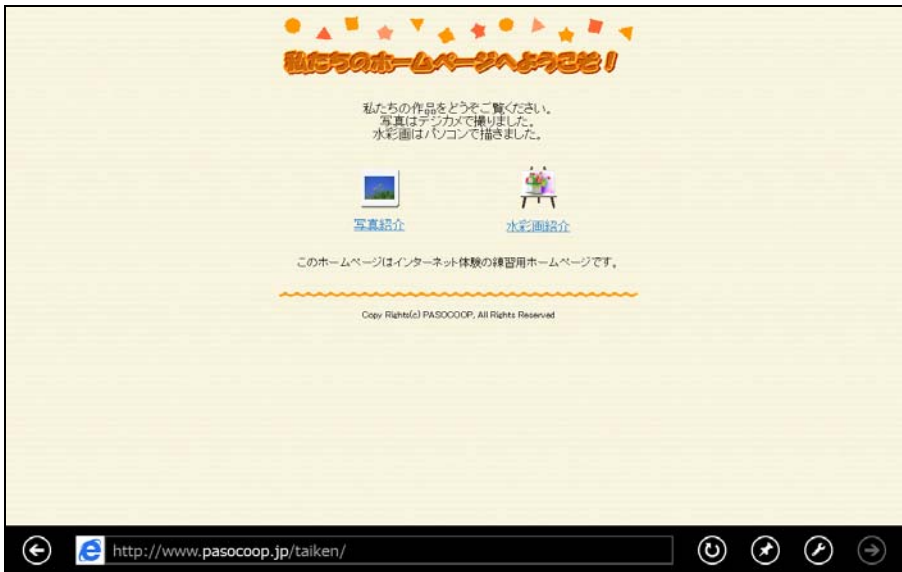 私たちのホームページへようこそ！
私たちの作品をどうぞご覧ください。
写真はデジカメで撮りました。
水彩画はパソコンで描きました。
写真紹介 水彩画紹介
このホームページはインターネット体験の練習用ホームページです。
Copy Rights(c) PASOCOOP, All Rights Reserved
http://www.pasocoop.jp/taiken/